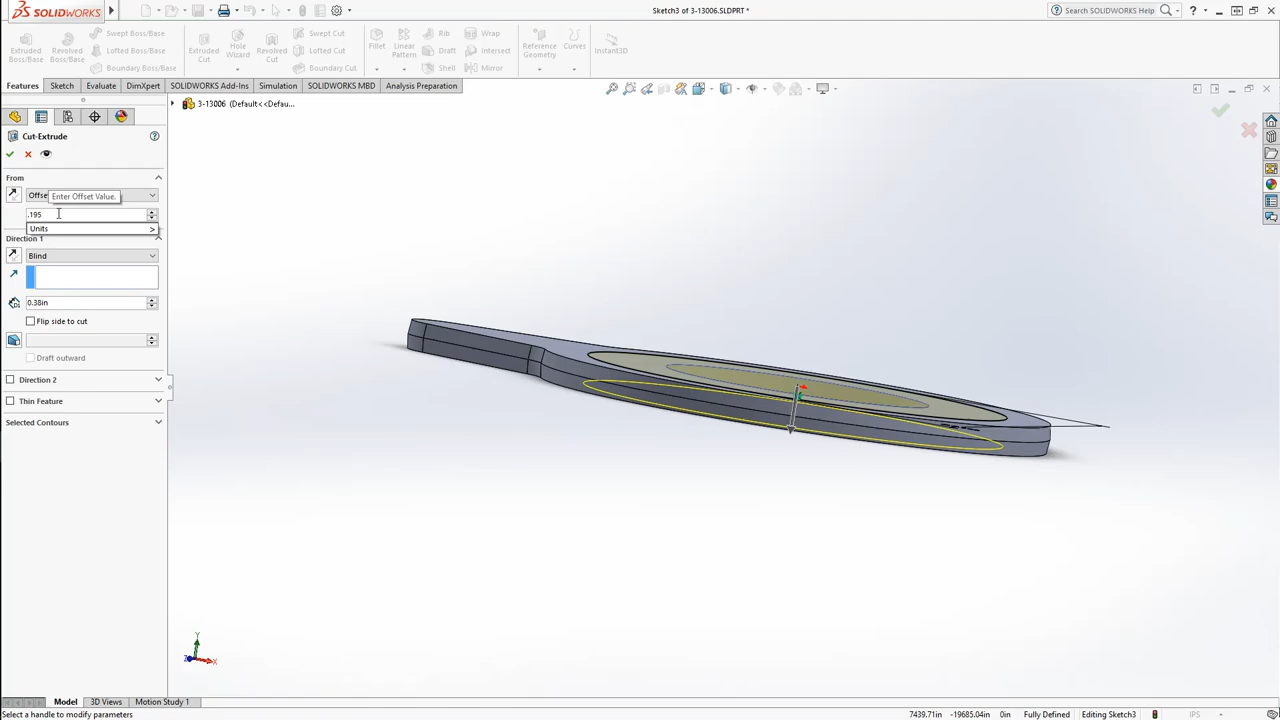 SOLIDWORKS
Sketch3 of 3-13006.SLDPRT *
Search SOLIDWORKS Help
Extruded Boss/Base
Revolved Boss/Base
Swept Boss/Base
Lofted Boss/Base
Boundary Boss/Base
Extruded Cut
Hole Wizard
Revolved Cut
Swept Cut
Lofted Cut
Boundary Cut
Fillet
Linear Pattern
Rib
Draft
Shell
Wrap
Intersect
Mirror
Reference Geometry
Curves
Instant3D
Features
Sketch
Evaluate
DimXpert
SOLIDWORKS Add-Ins
Simulation
SOLIDWORKS MBD
Analysis Preparation
3-13006 (Default<<Defau...
Cut-Extrude
From
Offse
Enter Offset Value.
.195
Units >
Direction 1
Blind
D1
0.38in
Flip side to cut
Draft outward
Direction 2
Thin Feature
Selected Contours
Y
Z
X
Model
3D Views
Motion Study 1
Select a handle to modify parameters
7439.71in
-19685.04in
0in
Fully Defined
Editing Sketch3
IPS